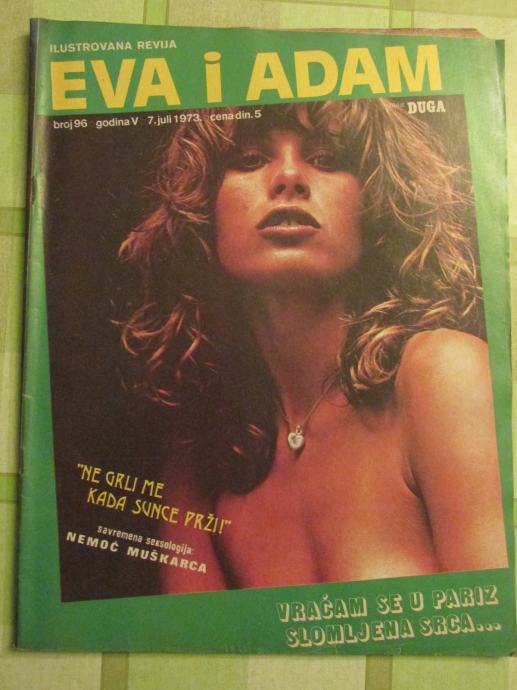 ILUSTROVANA REVIJA
EVA i ADAM
broj 96 godina V 7. juli 1973. cena din. 5
DUGA
"NE GRLI ME
KADA SUNCE PRŽI!"
savremena seksologija:
NEMOĆ MUŠKARCA
VRAĆAM SE U PARIZ
SLOMLJENA SRCA...